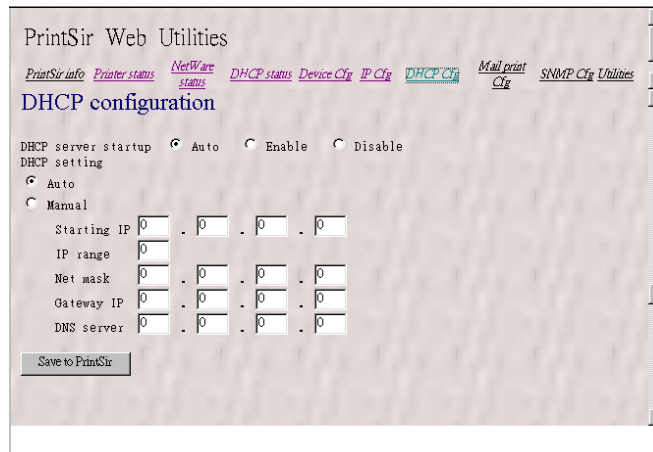 PrintSir Web Utilities
PrintSir info Printer status NetWare status DHCP status Device Cfg IP Cfg DHCP Cfg Mail print Cfg SNMP Cfg Utilities
DHCP configuration
DHCP server startup Auto Enable Disable
DHCP setting
Auto
Manual
Starting IP 0 . 0 . 0 . 0
IP range 0
Net mask 0 . 0 . 0 . 0
Gateway IP 0 . 0 . 0 . 0
DNS server 0 . 0 . 0 . 0
Save to PrintSir